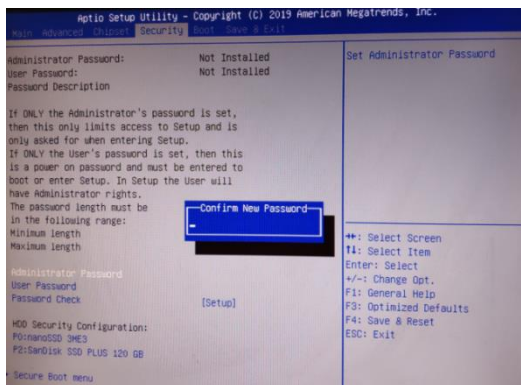 Aptio Setup Utility – Copyright (C) 2019 American Megatrends, Inc.
Main Advanced Chipset Security Boot Save & Exit
Administrator Password: Not Installed
User Password: Not Installed
Password Description
If ONLY the Administrator's password is set,
then this only limits access to Setup and is
only asked for when entering Setup.
If ONLY the User's password is set, then this
is a power on password and must be entered to
boot or enter Setup. In Setup the User will
have Administrator rights.
The password length must be
in the following range:
Minimum length
Maximum length
Administrator Password
User Password
Password Check [Setup]
HDD Security Configuration:
P0:nanoSSD 3ME3
P2:SanDisk SSD PLUS 120 GB
Secure Boot menu
Confirm New Password
Set Administrator Password
↔: Select Screen
↑↓: Select Item
Enter: Select
+/-: Change Opt.
F1: General Help
F3: Optimized Defaults
F4: Save & Reset
ESC: Exit